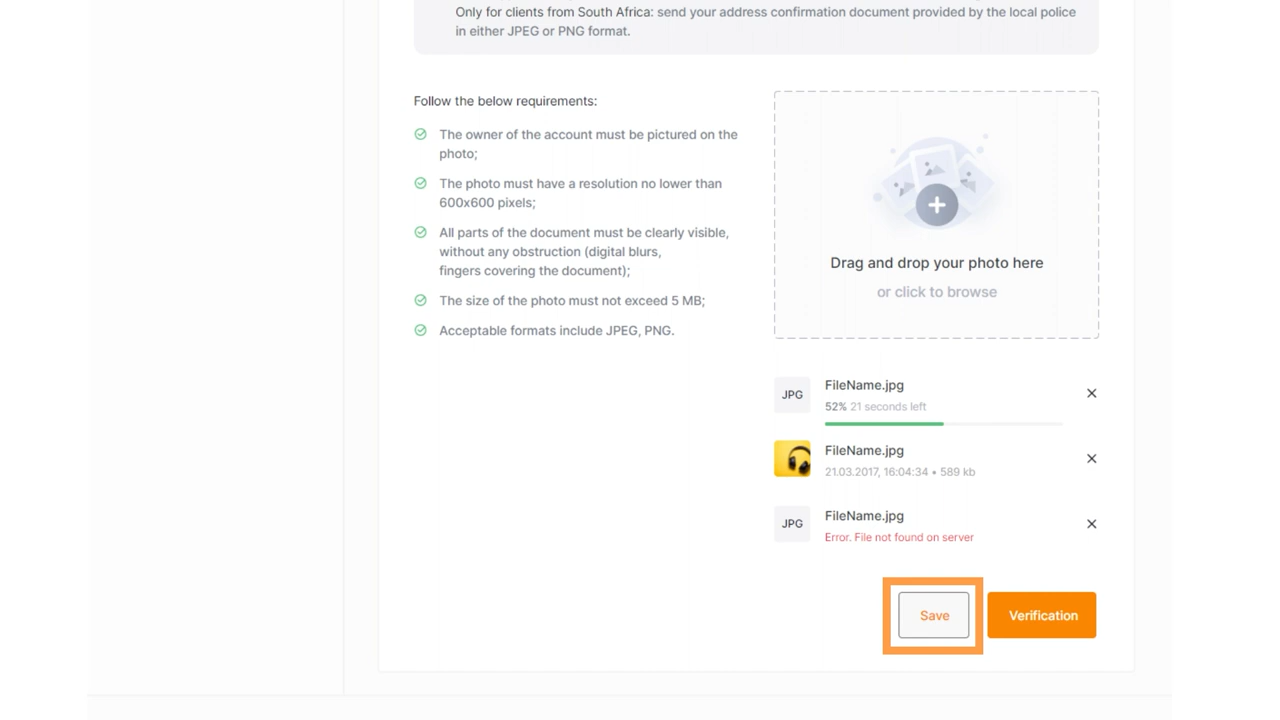 Only for clients from South Africa: send your address confirmation document provided by the local police
in either JPEG or PNG format.
Follow the below requirements:
The owner of the account must be pictured on the
photo;
The photo must have a resolution no lower than
600x600 pixels;
All parts of the document must be clearly visible,
without any obstruction (digital blurs,
fingers covering the document);
The size of the photo must not exceed 5 MB;
Acceptable formats include JPEG, PNG.
Drag and drop your photo here
or click to browse
JPG
FileName.jpg
52% 21 seconds left
FileName.jpg
21.03.2017, 16:04:34 • 589 kb
JPG
FileName.jpg
Error. File not found on server
Save
Verification